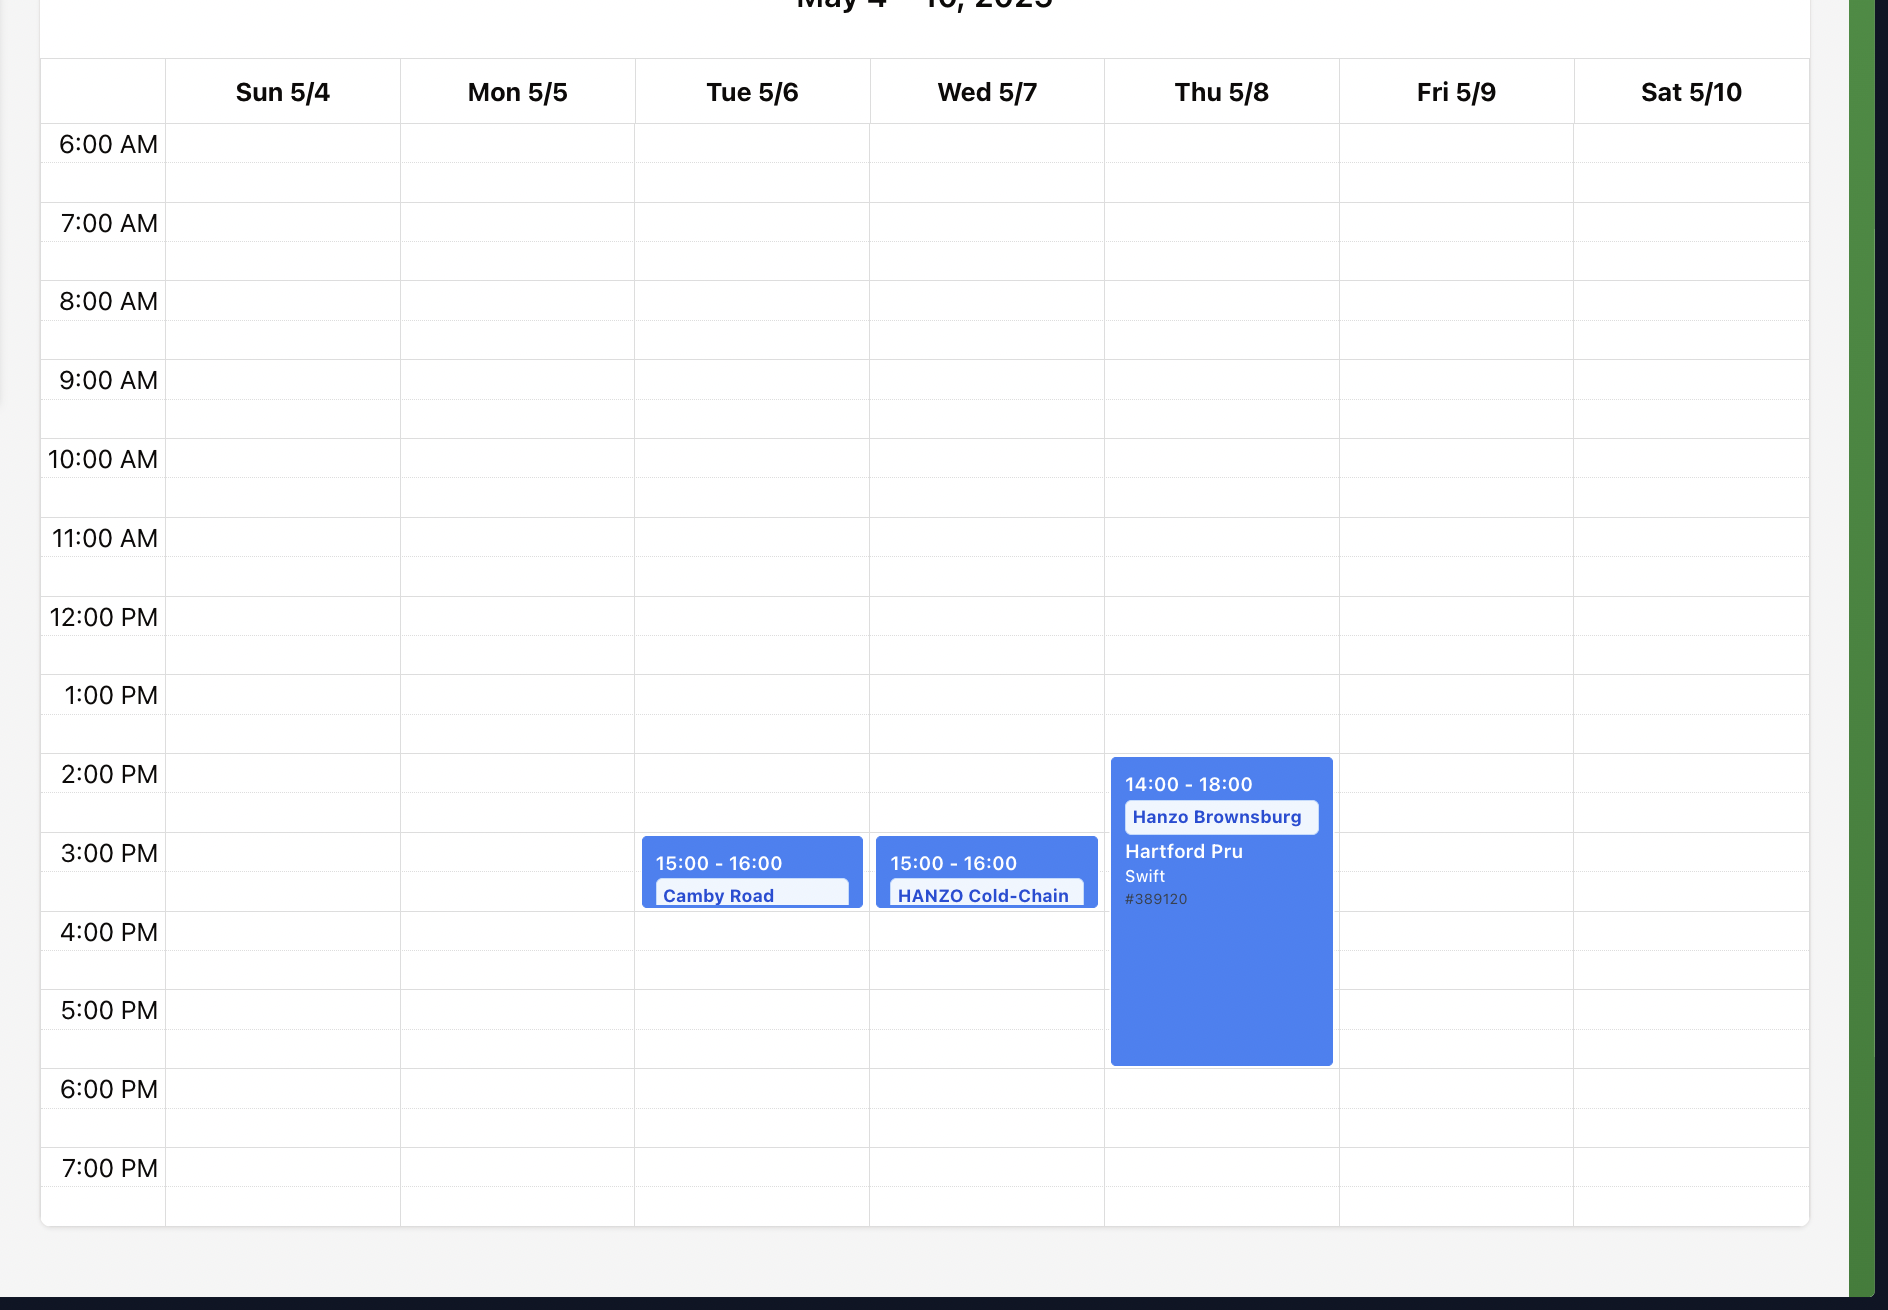 May 4 – 10, 2025
Sun 5/4 Mon 5/5 Tue 5/6 Wed 5/7 Thu 5/8 Fri 5/9 Sat 5/10
6:00 AM
7:00 AM
8:00 AM
9:00 AM
10:00 AM
11:00 AM
12:00 PM
1:00 PM
2:00 PM
14:00 - 18:00
Hanzo Brownsburg
Hartford Pru
Swift
#389120
3:00 PM
15:00 - 16:00
Camby Road
15:00 - 16:00
HANZO Cold-Chain
4:00 PM
5:00 PM
6:00 PM
7:00 PM